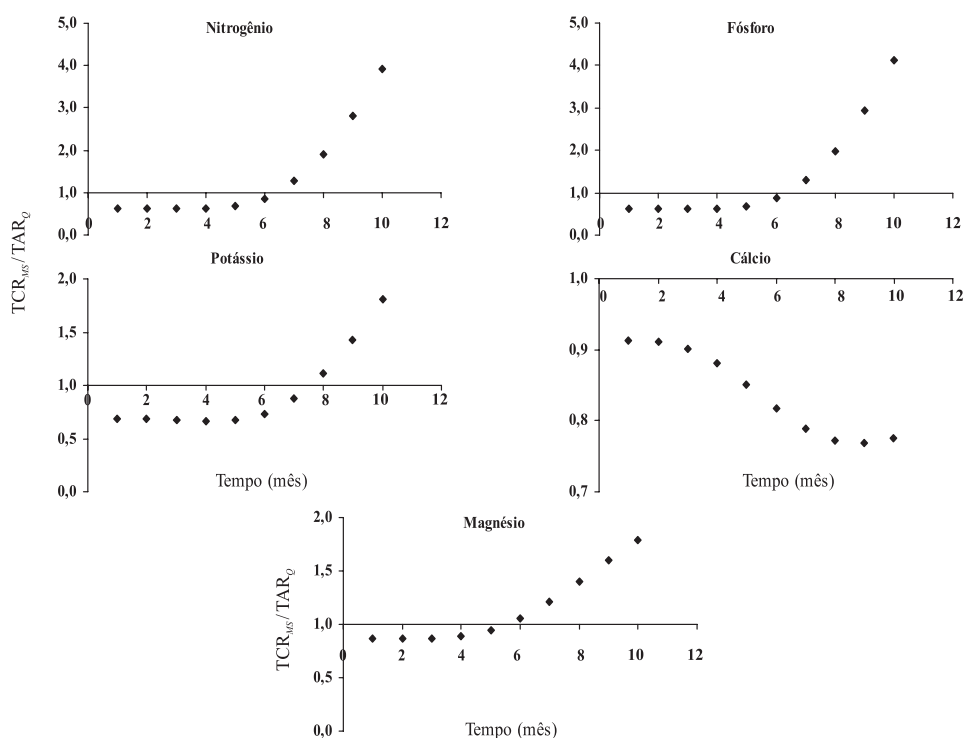 Nitrogênio
5,0
4,0
3,0
2,0
1,0
0,0
0 2 4 6 8 10 12
Fósforo
5,0
4,0
3,0
2,0
1,0
0,0
0 2 4 6 8 10 12
TCR_MS/TAR_Q
Potássio
2,0
1,5
1,0
0,5
0,0
0 2 4 6 8 10 12
Tempo (mês)
Cálcio
1,0
0,9
0,8
0,7
0 2 4 6 8 10 12
Tempo (mês)
Magnésio
2,0
1,5
1,0
0,5
0,0
0 2 4 6 8 10 12
TCR_MS/TAR_Q
Tempo (mês)